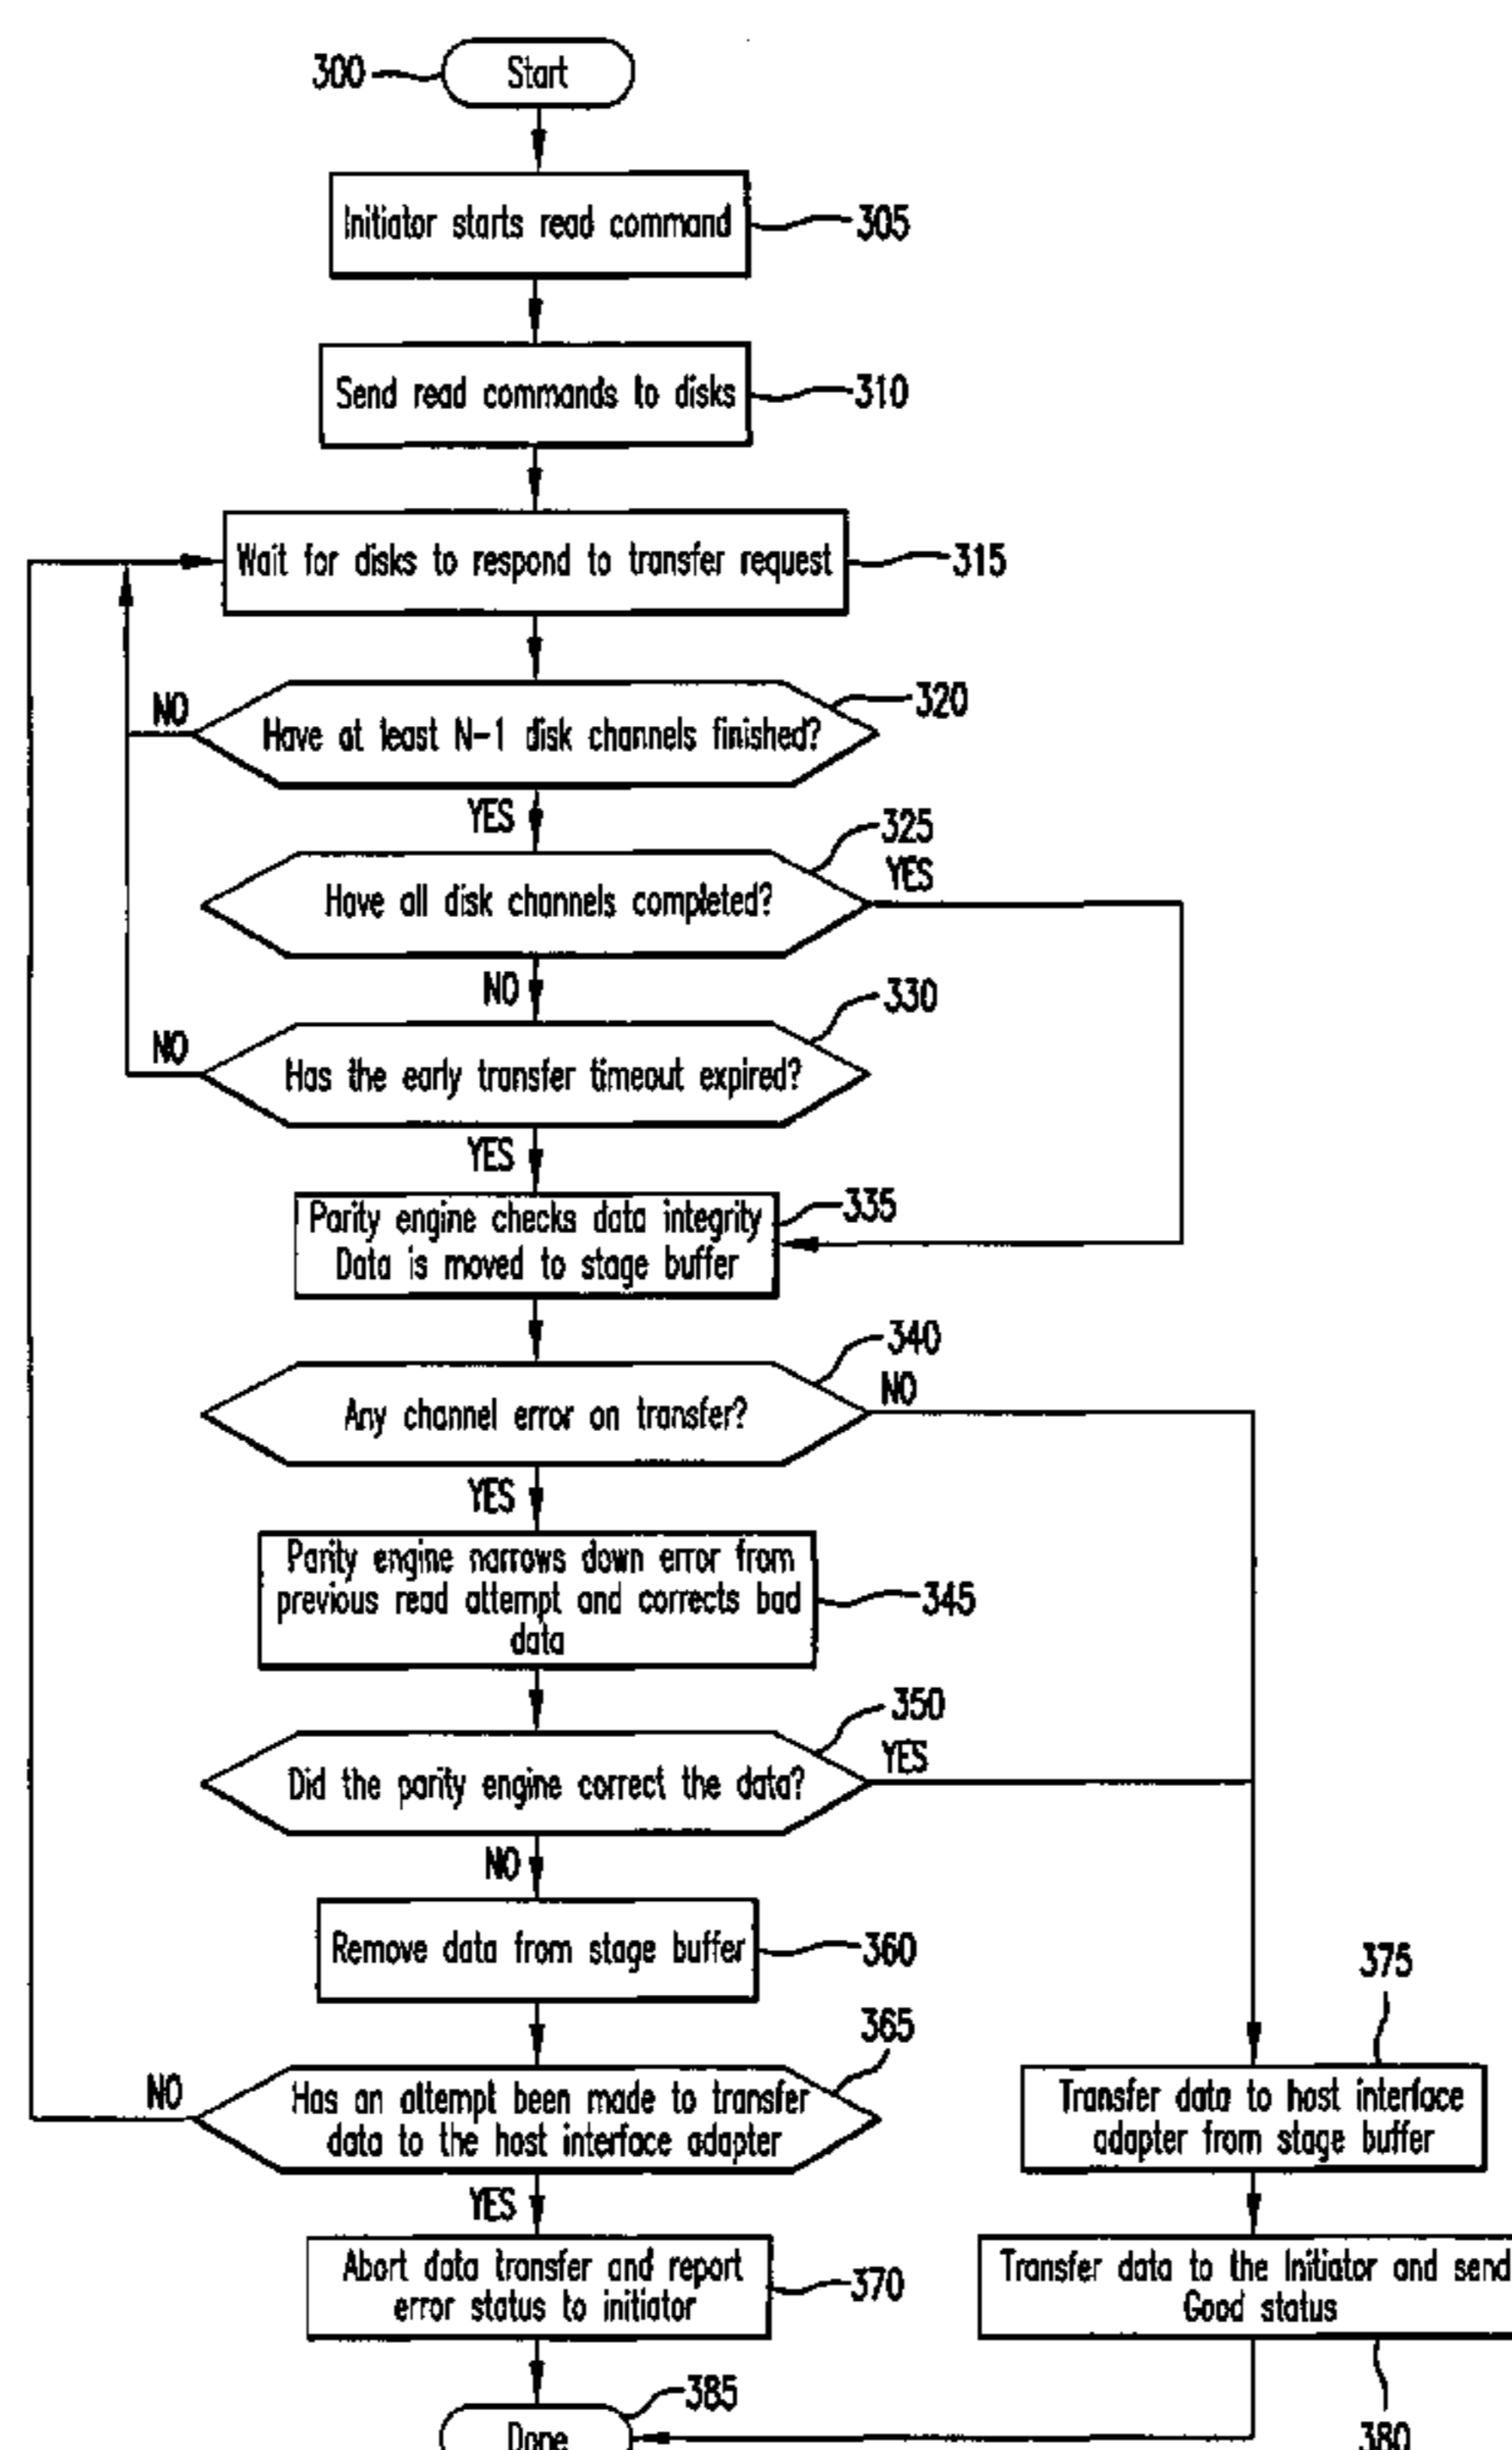 300
Start
Initiator starts read command
305
Send read commands to disks
310
Wait for disks to respond to transfer request
315
NO
Have at least N-1 disk channels finished?
320
YES
325
Have all disk channels completed?
YES
NO
330
NO
Has the early transfer timeout expired?
YES
Parity engine checks data integrity
Data is moved to stage buffer
335
340
Any channel error on transfer?
NO
YES
Parity engine narrows down error from
previous read attempt and corrects bad
data
345
350
Did the parity engine correct the data?
YES
NO
Remove data from stage buffer
360
365
NO
Has an attempt been made to transfer
data to the host interface adapter
YES
Abort data transfer and report
error status to initiator
370
375
Transfer data to host interface
adapter from stage buffer
Transfer data to the Initiator and send
Good status
380
385
Done